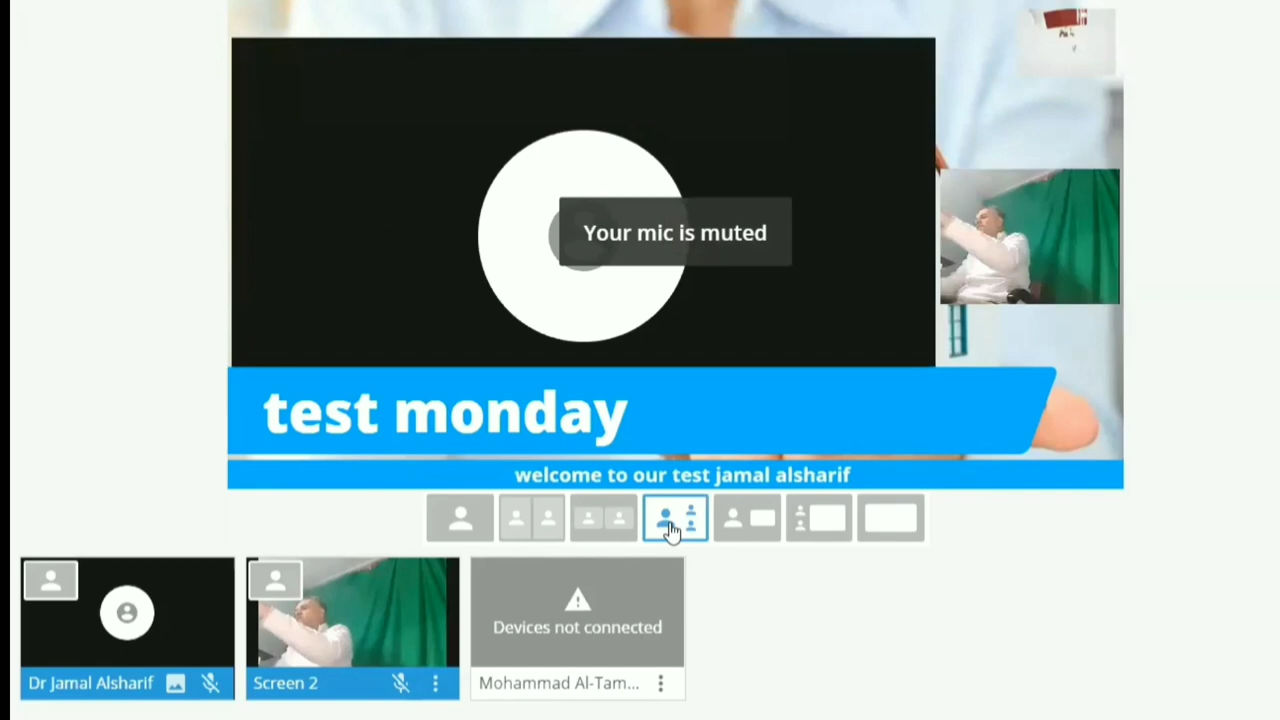 Your mic is muted
test monday
welcome to our test jamal alsharif
Devices not connected
Dr Jamal Alsharif
Screen 2
Mohammad Al-Tam...